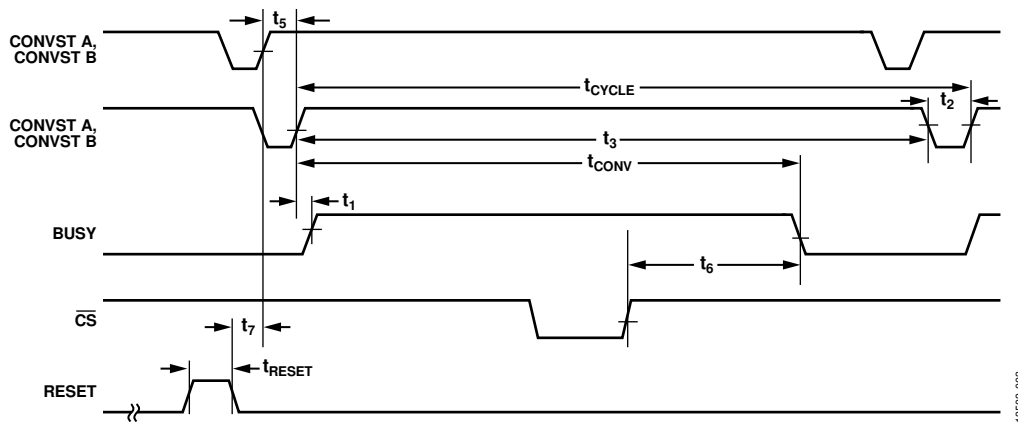 t5
CONVST A,
CONVST B
tCYCLE
t2
CONVST A,
CONVST B
t3
tCONV
t1
BUSY
t6
CS
t7
tRESET
RESET